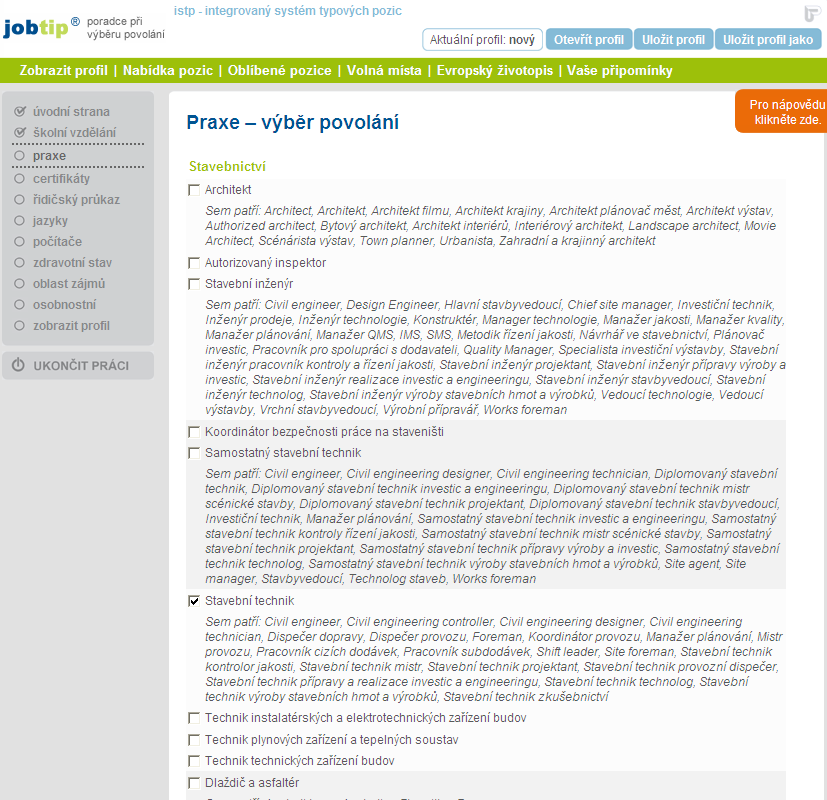 jobtip® poradce při
výběru povolání
istp - integrovaný systém typových pozic
Aktuální profil: nový
Otevřít profil
Uložit profil
Uložit profil jako
Zobrazit profil | Nabídka pozic | Oblíbené pozice | Volná místa | Evropský životopis | Vaše připomínky
úvodní strana
školní vzdělání
praxe
certifikáty
řidičský průkaz
jazyky
počítače
zdravotní stav
oblast zájmů
osobnostní
zobrazit profil
UKONČIT PRÁCI
Pro nápovědu
klikněte zde.
Praxe – výběr povolání
Stavebnictví
Architekt
Sem patří: Architect, Architekt, Architekt filmu, Architekt krajiny, Architekt plánovač měst, Architekt výstav,
Authorized architect, Bytový architekt, Architekt interiérů, Interiérový architekt, Landscape architect, Movie
Architect, Scénárista výstav, Town planner, Urbanista, Zahradní a krajinný architekt
Autorizovaný inspektor
Stavební inženýr
Sem patří: Civil engineer, Design Engineer, Hlavní stavbyvedoucí, Chief site manager, Investiční technik,
Inženýr prodeje, Inženýr technologie, Konstruktér, Manager technologie, Manažer jakosti, Manažer kvality,
Manažer plánování, Manažer QMS, IMS, SMS, Metodik řízení jakosti, Návrhář ve stavebnictví, Plánovač
investic, Pracovník pro spolupráci s dodavateli, Quality Manager, Specialista investiční výstavby, Stavební
inženýr pracovník kontroly a řízení jakosti, Stavební inženýr projektant, Stavební inženýr přípravy výroby a
investic, Stavební inženýr realizace investic a engineeringu, Stavební inženýr stavbyvedoucí, Stavební
inženýr technolog, Stavební inženýr výroby stavebních hmot a výrobků, Vedoucí technologie, Vedoucí
výstavby, Vrchní stavbyvedoucí, Výrobní přípravář, Works foreman
Koordinátor bezpečnosti práce na staveništi
Samostatný stavební technik
Sem patří: Civil engineer, Civil engineering designer, Civil engineering technician, Diplomovaný stavební
technik, Diplomovaný stavební technik investic a engineeringu, Diplomovaný stavební technik mistr
scénické stavby, Diplomovaný stavební technik projektant, Diplomovaný stavební technik stavbyvedoucí,
Investiční technik, Manažer plánování, Samostatný stavební technik investic a engineeringu, Samostatný
stavební technik kontroly řízení jakosti, Samostatný stavební technik mistr scénické stavby, Samostatný
stavební technik projektant, Samostatný stavební technik přípravy výroby a investic, Samostatný stavební
technik technolog, Samostatný stavební technik výroby stavebních hmot a výrobků, Site agent, Site
manager, Stavbyvedoucí, Technolog staveb, Works foreman
Stavební technik
Sem patří: Civil engineer, Civil engineering controller, Civil engineering designer, Civil engineering
technician, Dispečer dopravy, Dispečer provozu, Foreman, Koordinátor provozu, Manažer plánování, Mistr
provozu, Pracovník cizích dodávek, Pracovník subdodávek, Shift leader, Site foreman, Stavební technik
kontrolor jakosti, Stavební technik mistr, Stavební technik projektant, Stavební technik provozní dispečer,
Stavební technik přípravy a realizace investic a engineeringu, Stavební technik technolog, Stavební
technik výroby stavebních hmot a výrobků, Stavební technik zkušebnictví
Technik instalatérských a elektrotechnických zařízení budov
Technik plynových zařízení a tepelných soustav
Technik technických zařízení budov
Dlaždič a asfaltér